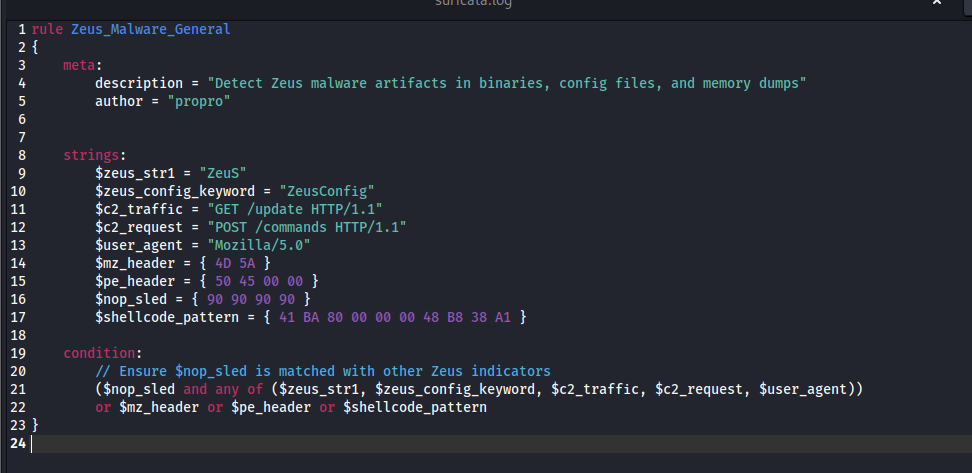 suricata.log ×
1 rule Zeus_Malware_General
2 {
3 meta:
4 description = "Detect Zeus malware artifacts in binaries, config files, and memory dumps"
5 author = "propro"
6
7
8 strings:
9 $zeus_str1 = "ZeuS"
10 $zeus_config_keyword = "ZeusConfig"
11 $c2_traffic = "GET /update HTTP/1.1"
12 $c2_request = "POST /commands HTTP/1.1"
13 $user_agent = "Mozilla/5.0"
14 $mz_header = { 4D 5A }
15 $pe_header = { 50 45 00 00 }
16 $nop_sled = { 90 90 90 90 }
17 $shellcode_pattern = { 41 BA 80 00 00 00 48 B8 38 A1 }
18
19 condition:
20 // Ensure $nop_sled is matched with other Zeus indicators
21 ($nop_sled and any of ($zeus_str1, $zeus_config_keyword, $c2_traffic, $c2_request, $user_agent))
22 or $mz_header or $pe_header or $shellcode_pattern
23 }
24